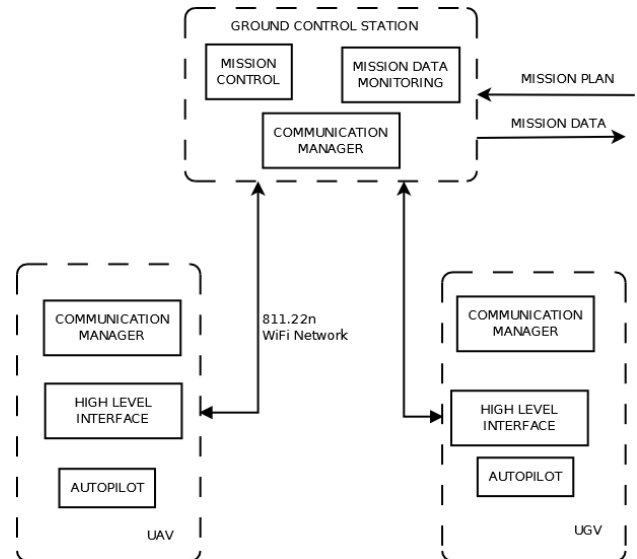 GROUND CONTROL STATION
MISSION
CONTROL
MISSION DATA
MONITORING
COMMUNICATION
MANAGER
MISSION PLAN
MISSION DATA
811.22n
WiFi Network
COMMUNICATION
MANAGER
HIGH LEVEL
INTERFACE
AUTOPILOT
UAV
COMMUNICATION
MANAGER
HIGH LEVEL
INTERFACE
AUTOPILOT
UGV